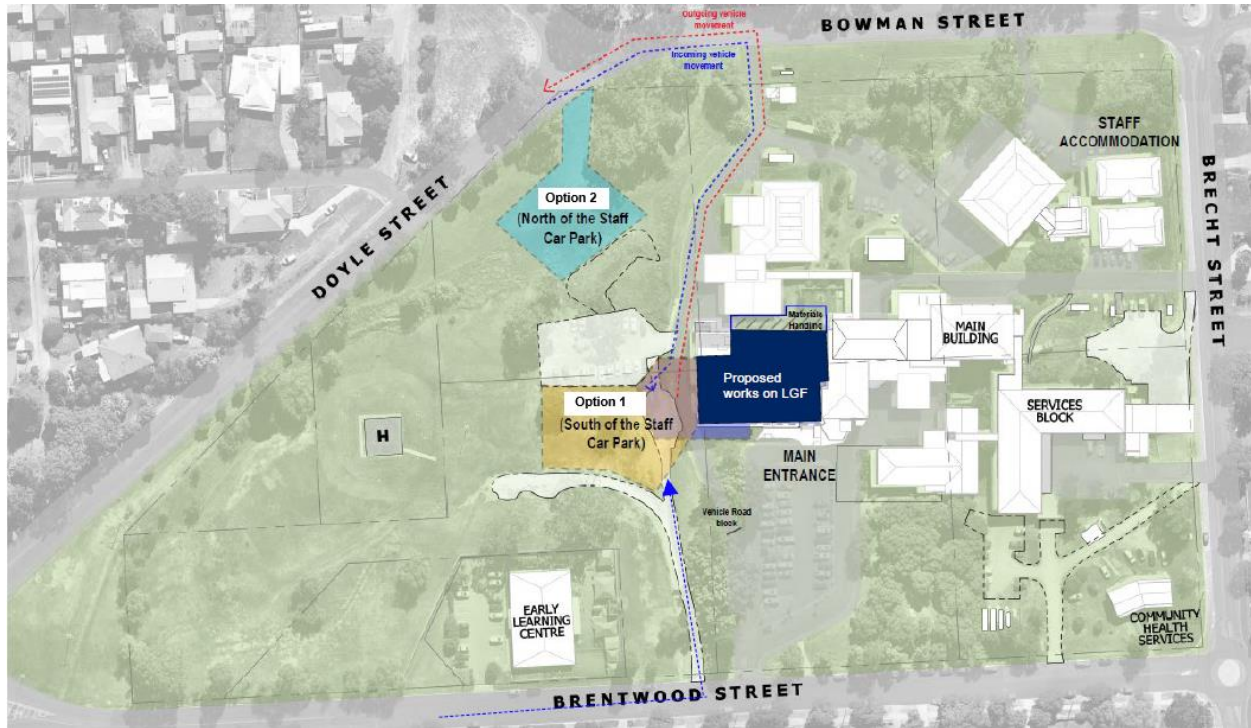 Outgoing vehicle
movement
BOWMAN STREET
Incoming vehicle
movement
STAFF
ACCOMMODATION
BRECHT STREET
Option 2
(North of the Staff
Car Park)
DOYLE STREET
Materials
Handling
MAIN
BUILDING
Proposed
works on LGF
Option 1
(South of the Staff
Car Park)
H
SERVICES
BLOCK
MAIN
ENTRANCE
Vehicle Road
block
EARLY
LEARNING
CENTRE
COMMUNITY
HEALTH
SERVICES
BRENTWOOD STREET